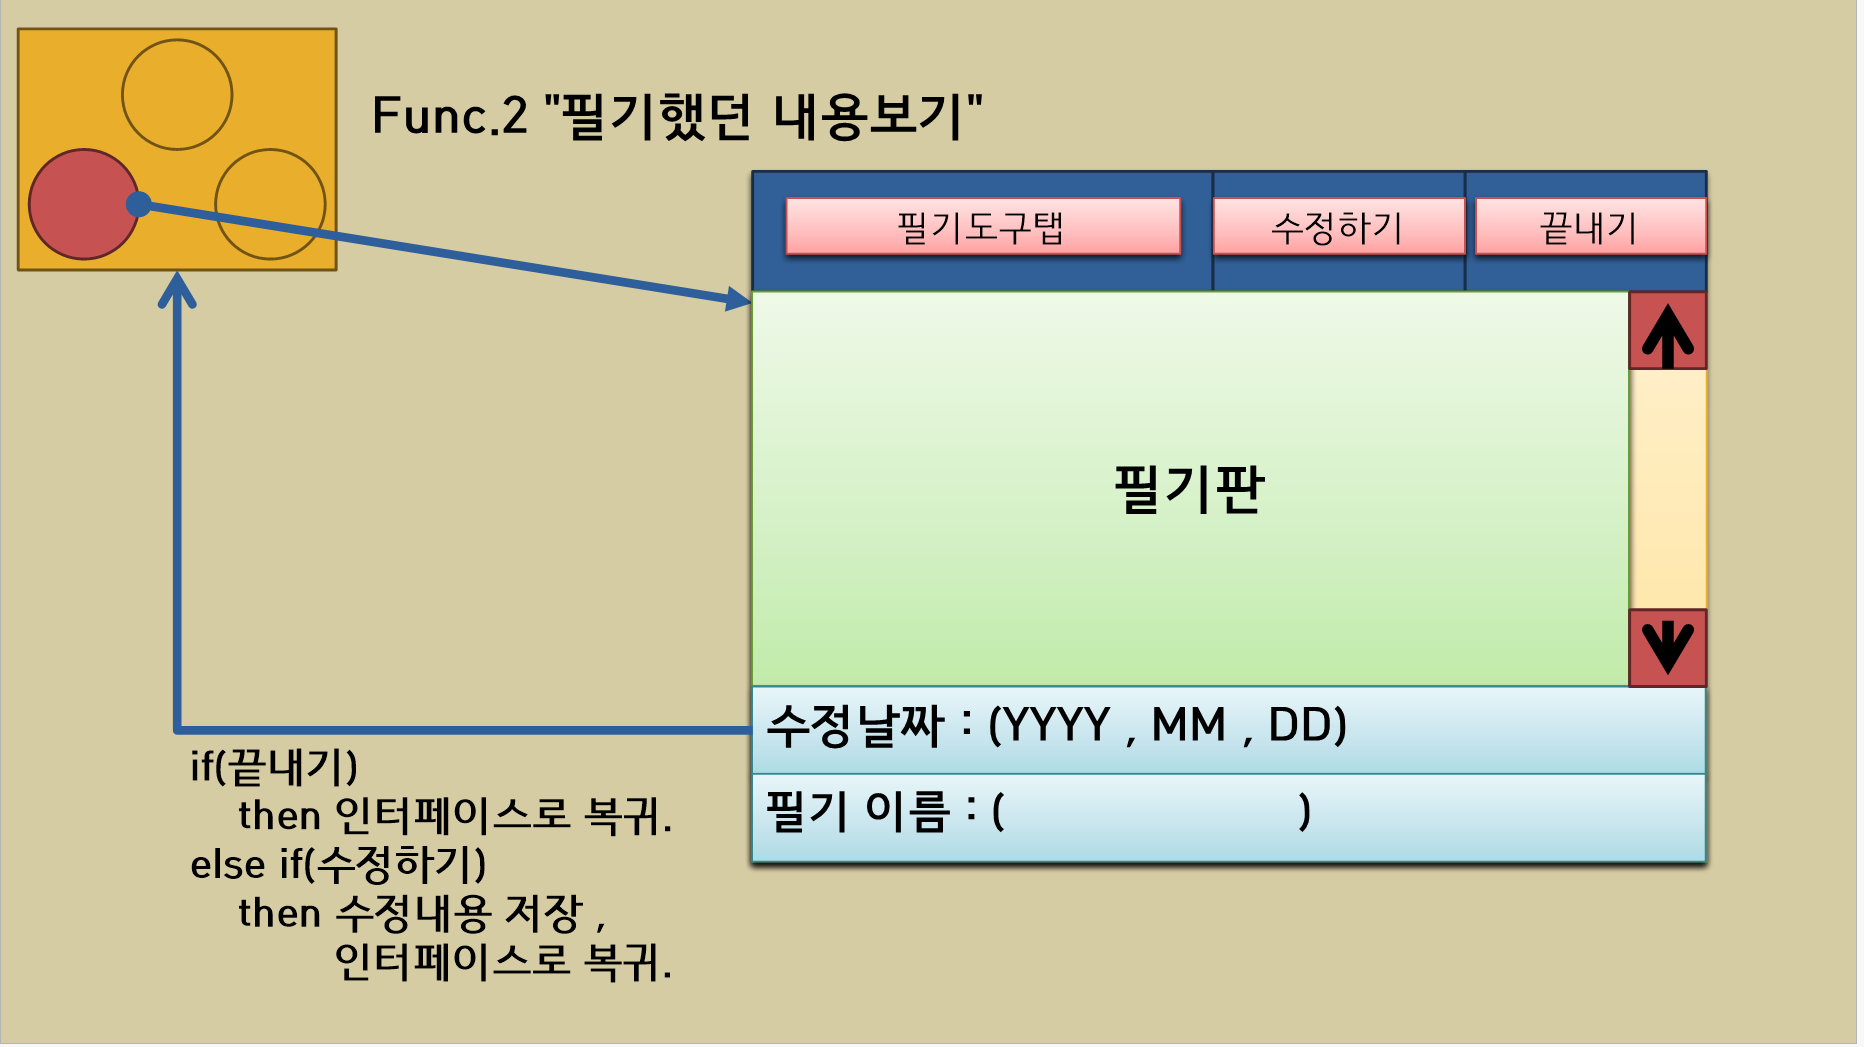 Func.2 "필기했던 내용보기"
필기도구탭
수정하기
끝내기
필기판
수정날짜 : (YYYY , MM , DD)
필기 이름 : ( )
if(끝내기)
then 인터페이스로 복귀.
else if(수정하기)
then 수정내용 저장 ,
인터페이스로 복귀.